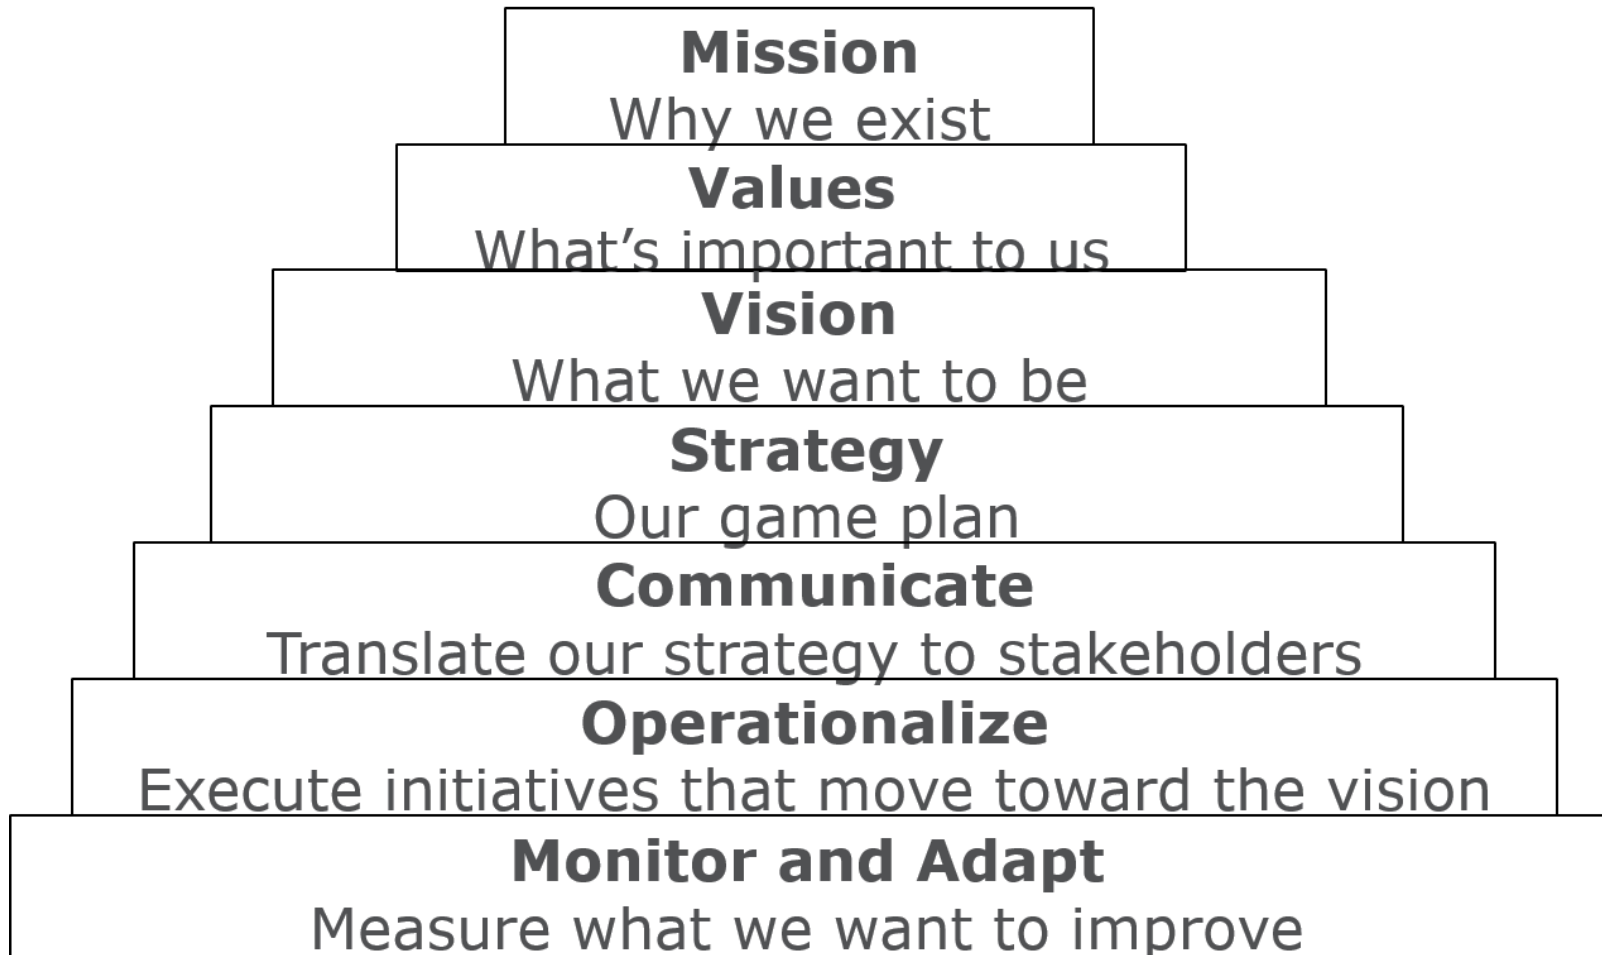 Mission
Why we exist
Values
What’s important to us
Vision
What we want to be
Strategy
Our game plan
Communicate
Translate our strategy to stakeholders
Operationalize
Execute initiatives that move toward the vision
Monitor and Adapt
Measure what we want to improve